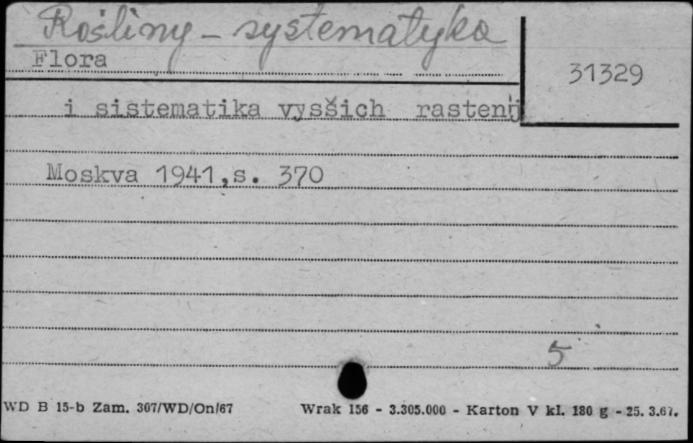 Rośliny - systematyka
Flora
31329
i sistematika vysšich rastenij
Moskva 1941,s. 370
5
WD B 15-b Zam. 307/WD/On/67 Wrak 156 - 3.305.000 - Karton V kl. 180 g - 25. 3.67.